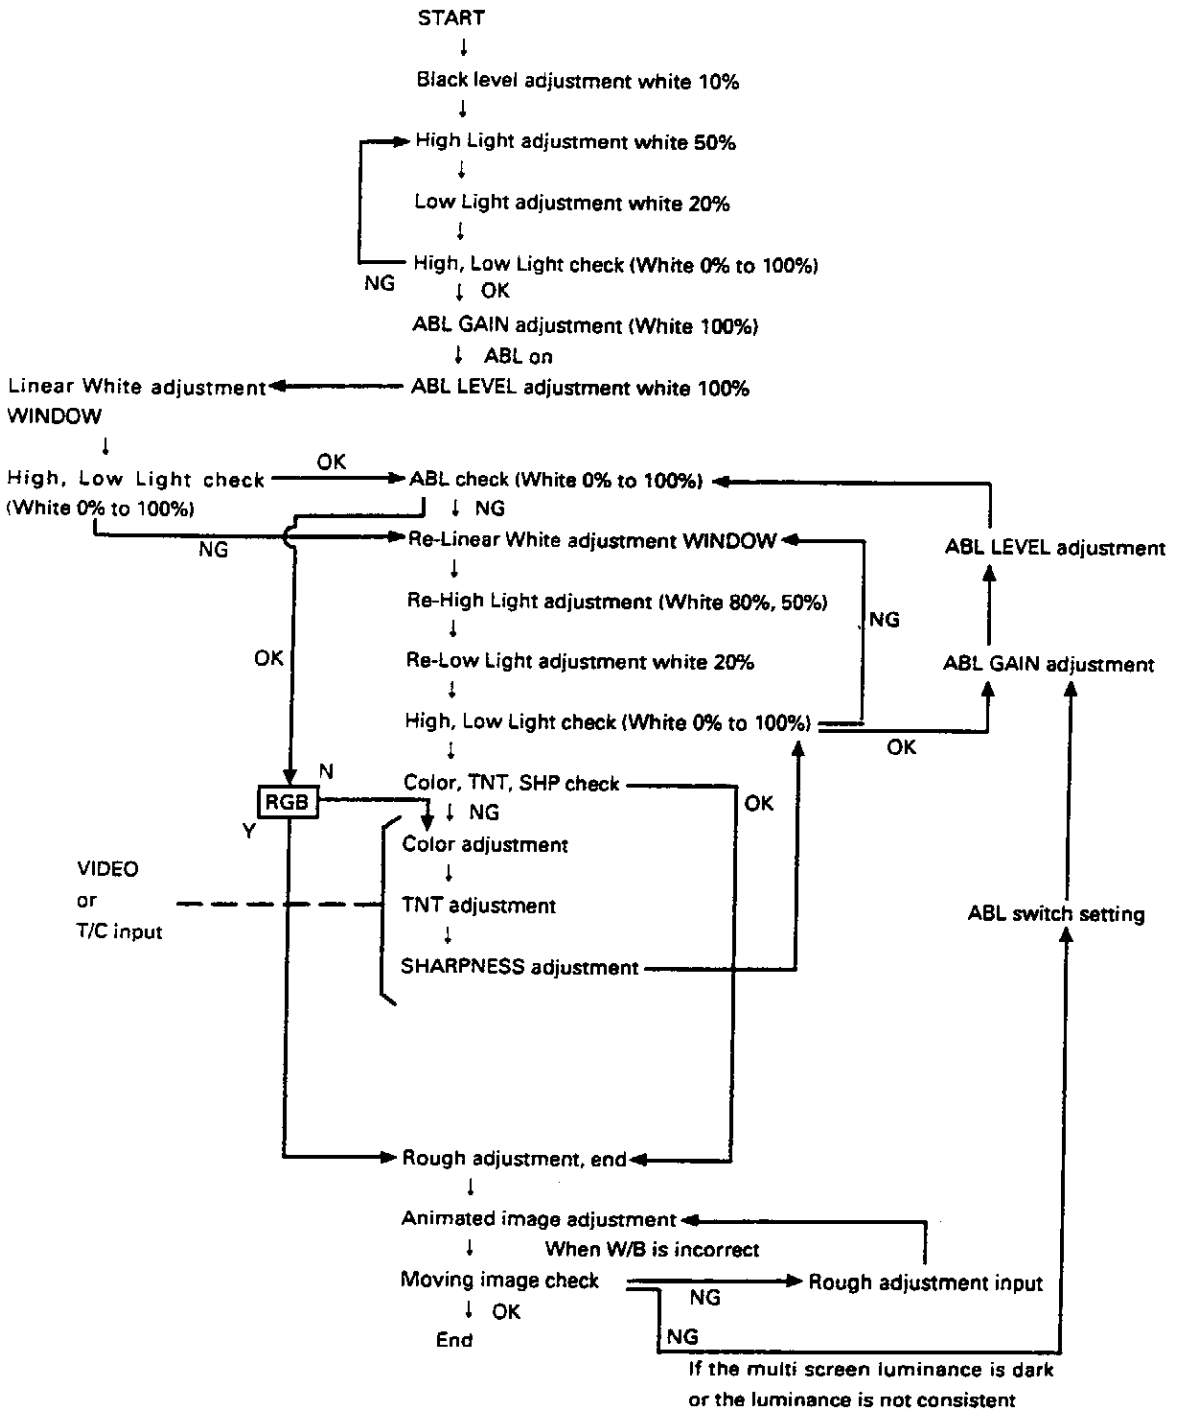 START
Black level adjustment white 10%
High Light adjustment white 50%
Low Light adjustment white 20%
High, Low Light check (White 0% to 100%)
NG
OK
ABL GAIN adjustment (White 100%)
ABL on
Linear White adjustment
WINDOW
ABL LEVEL adjustment white 100%
High, Low Light check
(White 0% to 100%)
OK
ABL check (White 0% to 100%)
NG
NG
Re-Linear White adjustment WINDOW
ABL LEVEL adjustment
Re-High Light adjustment (White 80%, 50%)
NG
OK
Re-Low Light adjustment white 20%
ABL GAIN adjustment
High, Low Light check (White 0% to 100%)
OK
N
RGB
Y
Color, TNT, SHP check
OK
NG
Color adjustment
VIDEO
or
T/C input
TNT adjustment
ABL switch setting
SHARPNESS adjustment
Rough adjustment, end
Animated image adjustment
When W/B is incorrect
Moving image check
NG
Rough adjustment input
OK
End
NG
If the multi screen luminance is dark
or the luminance is not consistent